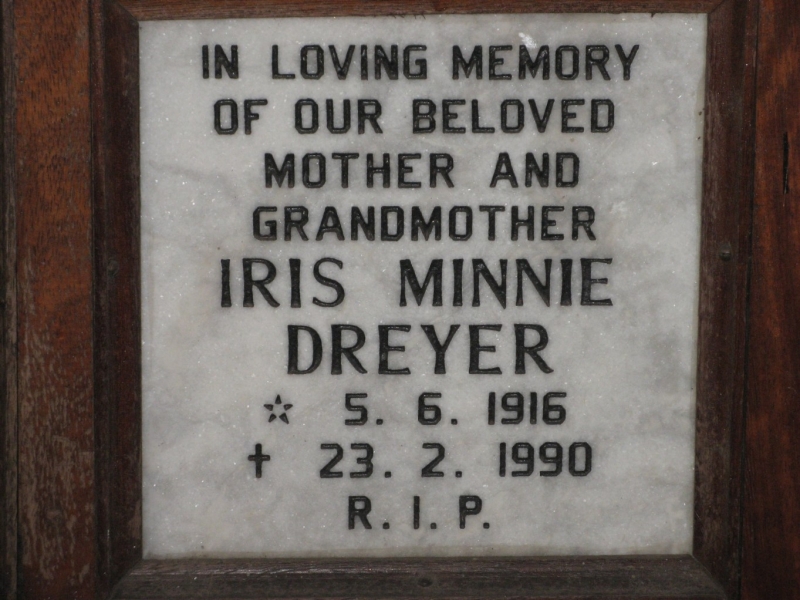 IN LOVING MEMORY
OF OUR BELOVED
MOTHER AND
GRANDMOTHER
IRIS MINNIE
DREYER
☆ 5. 6. 1916
✝ 23. 2. 1990
R. I. P.